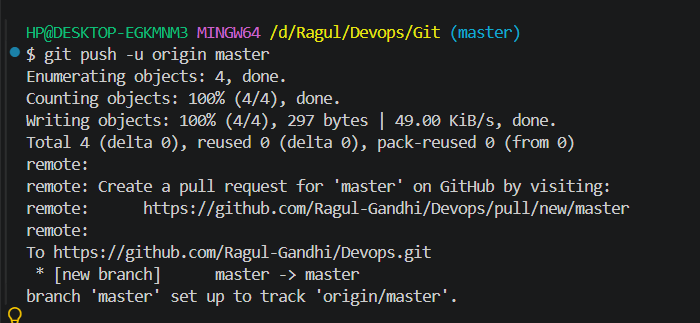 HP@DESKTOP-EGKMNM3 MINGW64 /d/Ragul/Devops/Git (master)
$ git push -u origin master
Enumerating objects: 4, done.
Counting objects: 100% (4/4), done.
Writing objects: 100% (4/4), 297 bytes | 49.00 KiB/s, done.
Total 4 (delta 0), reused 0 (delta 0), pack-reused 0 (from 0)
remote:
remote: Create a pull request for 'master' on GitHub by visiting:
remote:      https://github.com/Ragul-Gandhi/Devops/pull/new/master
remote:
To https://github.com/Ragul-Gandhi/Devops.git
 * [new branch]      master -> master
branch 'master' set up to track 'origin/master'.